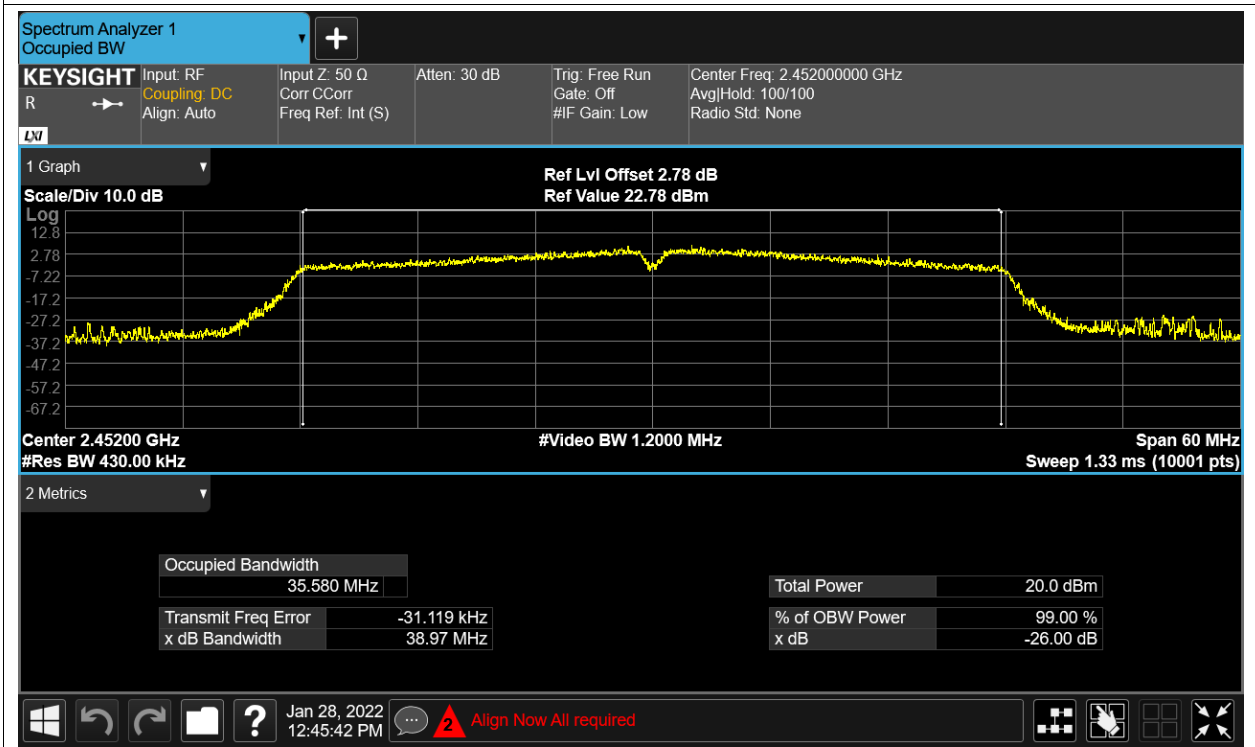 Spectrum Analyzer 1
Occupied BW
KEYSIGHT
R
LXI
Input: RF
Coupling: DC
Align: Auto
Input Z: 50 Ω
Corr CCorr
Freq Ref: Int (S)
Atten: 30 dB
Trig: Free Run
Gate: Off
#IF Gain: Low
Center Freq: 2.452000000 GHz
Avg|Hold: 100/100
Radio Std: None
1 Graph
Scale/Div 10.0 dB
Ref Lvl Offset 2.78 dB
Ref Value 22.78 dBm
Log
12.8
2.78
-7.22
-17.2
-27.2
-37.2
-47.2
-57.2
-67.2
Center 2.45200 GHz
#Video BW 1.2000 MHz
Span 60 MHz
#Res BW 430.00 kHz
Sweep 1.33 ms (10001 pts)
2 Metrics
Occupied Bandwidth
35.580 MHz
Total Power 20.0 dBm
Transmit Freq Error -31.119 kHz
% of OBW Power 99.00 %
x dB Bandwidth 38.97 MHz
x dB -26.00 dB
?
Jan 28, 2022
12:45:42 PM
2
Align Now All required